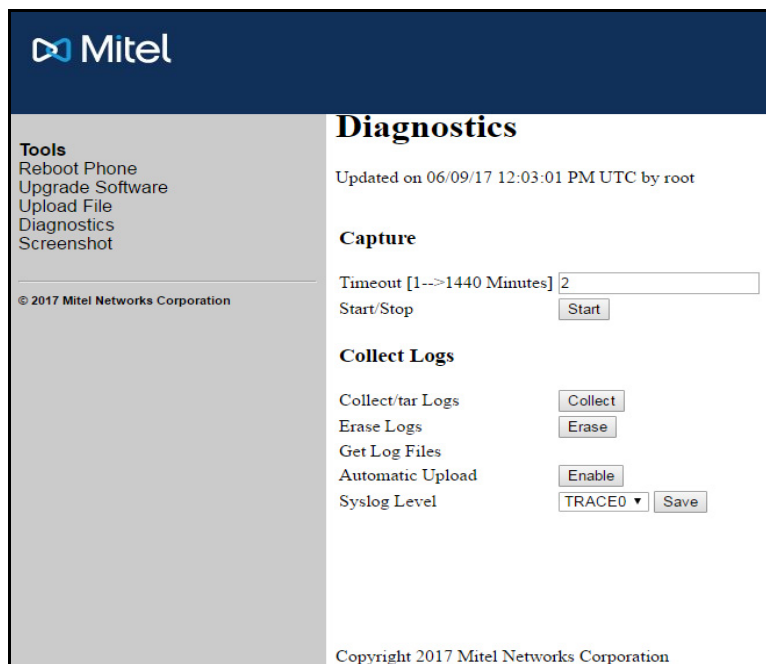 Mitel
Tools
Reboot Phone
Upgrade Software
Upload File
Diagnostics
Screenshot
© 2017 Mitel Networks Corporation
Diagnostics
Updated on 06/09/17 12:03:01 PM UTC by root
Capture
Timeout [1-->1440 Minutes] 2
Start/Stop Start
Collect Logs
Collect/tar Logs Collect
Erase Logs Erase
Get Log Files
Automatic Upload Enable
Syslog Level TRACE0 Save
Copyright 2017 Mitel Networks Corporation